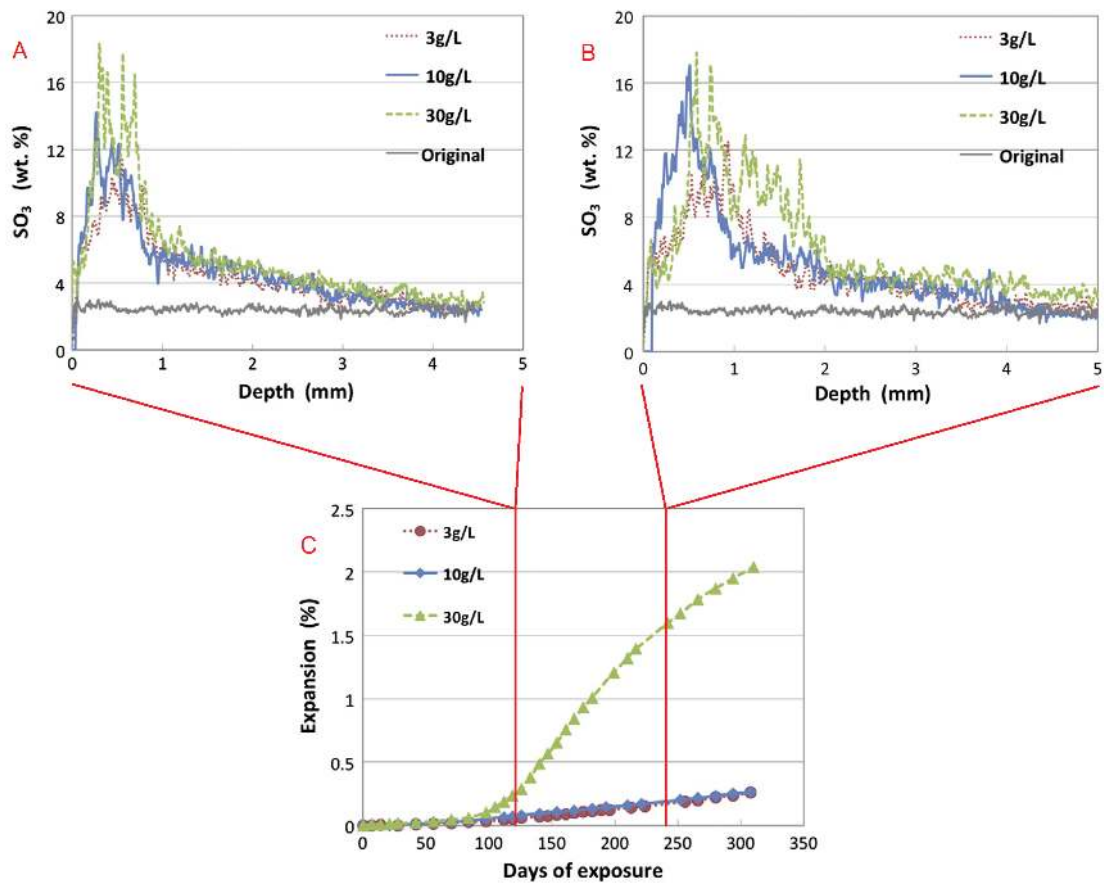 A
SO3 (wt. %)
20
16
12
8
4
0
3g/L
10g/L
30g/L
Original
0 1 2 3 4 5
Depth (mm)
B
SO3 (wt. %)
20
16
12
8
4
0
3g/L
10g/L
30g/L
Original
0 1 2 3 4 5
Depth (mm)
C
Expansion (%)
2.5
2
1.5
1
0.5
0
3g/L
10g/L
30g/L
0 50 100 150 200 250 300 350
Days of exposure